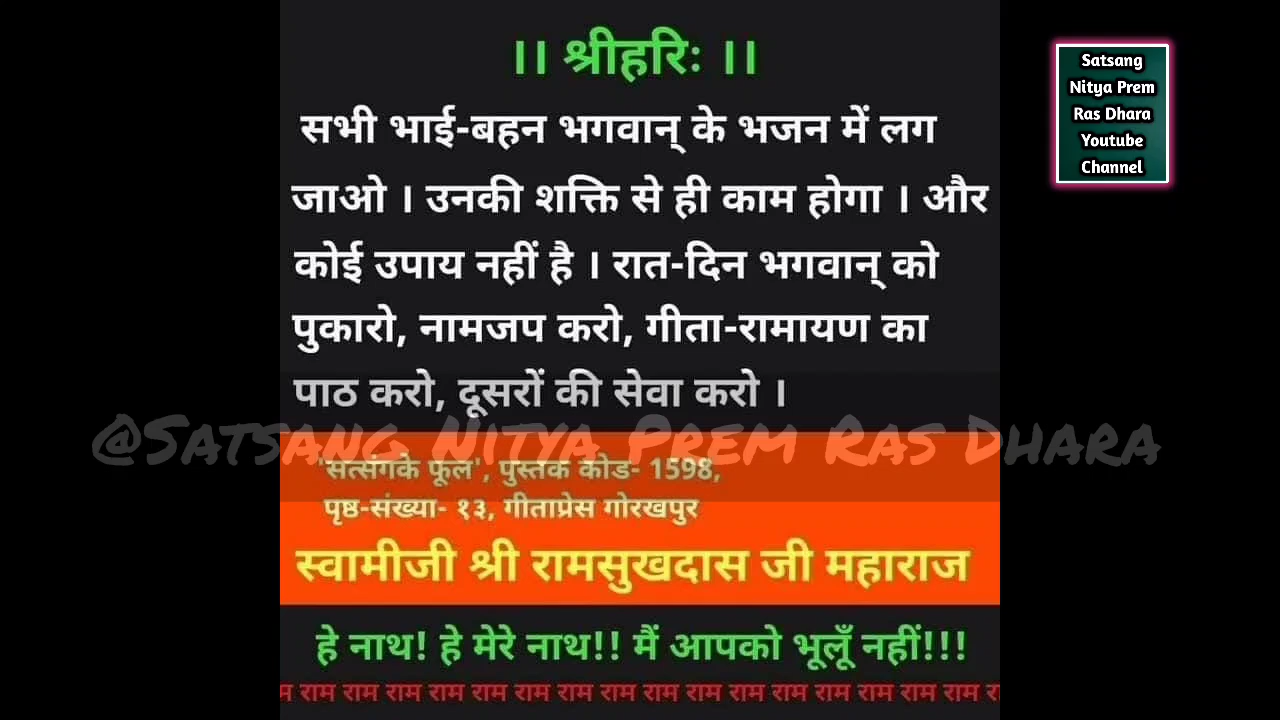 ।। श्रीहरिः ।।
सभी भाई-बहन भगवान् के भजन में लग
जाओ । उनकी शक्ति से ही काम होगा । और
कोई उपाय नहीं है । रात-दिन भगवान् को
पुकारो, नामजप करो, गीता-रामायण का
पाठ करो, दूसरों की सेवा करो ।
@Satsang Nitya Prem Ras Dhara
'सत्संगके फूल', पुस्तक कोड- 1598,
पृष्ठ-संख्या- १३, गीताप्रेस गोरखपुर
स्वामीजी श्री रामसुखदास जी महाराज
हे नाथ! हे मेरे नाथ!! मैं आपको भूलूँ नहीं!!!
म राम राम राम राम राम राम राम राम राम राम राम राम राम राम राम राम र
Satsang
Nitya Prem
Ras Dhara
Youtube
Channel